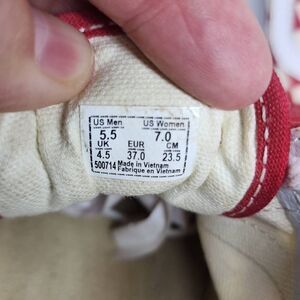 US Men US Women
5.5 7.0
UK EUR CM
4.5 37.0 23.5
500714 Made in Vietnam
Fabrique en Vietnam